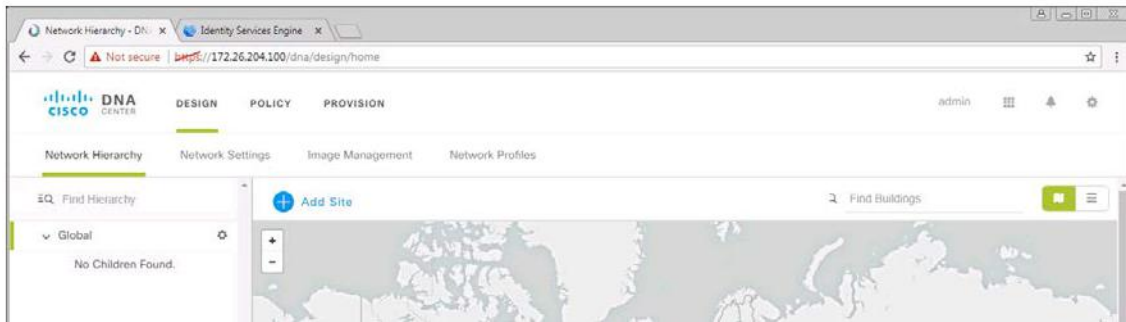 Network Hierarchy - DN
Identity Services Engine
Not secure | https://172.26.204.100/dna/design/home
CISCO DNA CENTER
DESIGN POLICY PROVISION
admin
Network Hierarchy Network Settings Image Management Network Profiles
Find Hierarchy
Add Site
Find Buildings
Global
No Children Found.